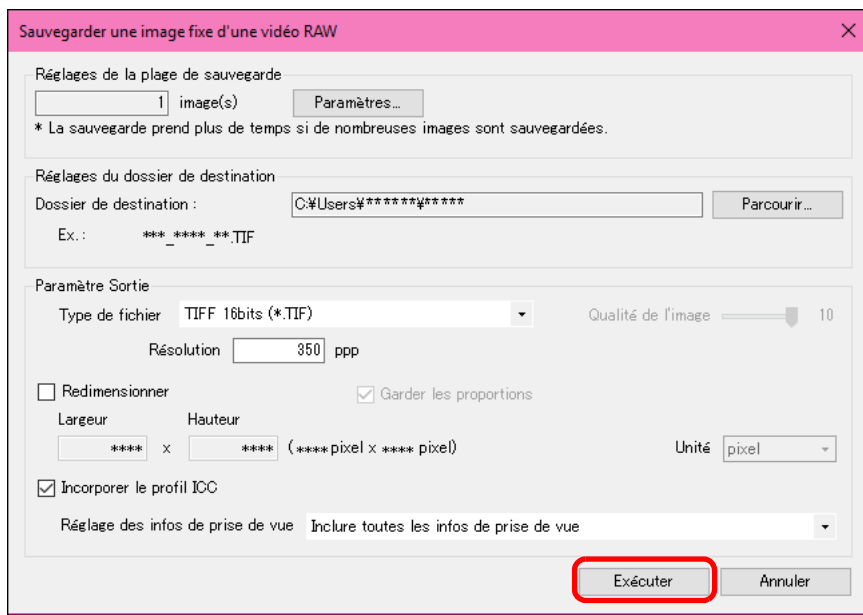 Sauvegarder une image fixe d'une vidéo RAW
Réglages de la plage de sauvegarde
1 image(s) Paramètres...
* La sauvegarde prend plus de temps si de nombreuses images sont sauvegardées.
Réglages du dossier de destination
Dossier de destination : C:¥Users¥******¥***** Parcourir...
Ex. : ***_****_**.TIF
Paramètre Sortie
Type de fichier TIFF 16bits (*.TIF) Qualité de l'image 10
Résolution 350 ppp
Redimensionner Garder les proportions
Largeur Hauteur
**** x **** (**** pixel x **** pixel) Unité pixel
Incorporer le profil ICC
Réglage des infos de prise de vue Inclure toutes les infos de prise de vue
Exécuter Annuler